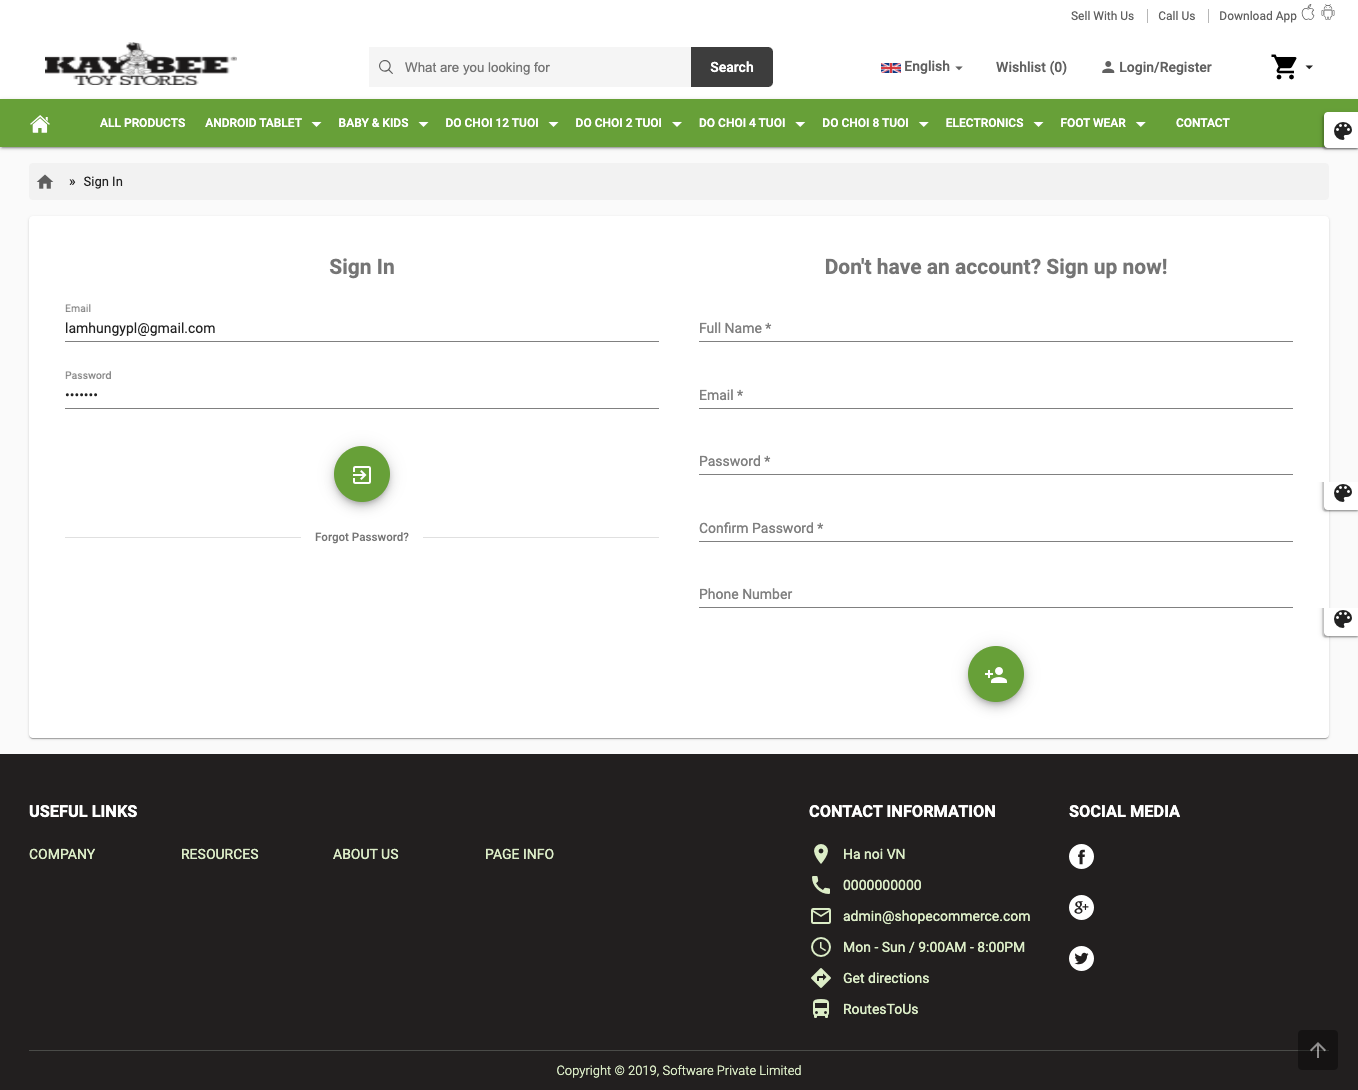 Sell With Us
Call Us
Download App
KAY BEE
TOY STORES
What are you looking for
Search
English
Wishlist (0)
Login/Register
ALL PRODUCTS
ANDROID TABLET
BABY & KIDS
DO CHOI 12 TUOI
DO CHOI 2 TUOI
DO CHOI 4 TUOI
DO CHOI 8 TUOI
ELECTRONICS
FOOT WEAR
CONTACT
» Sign In
Sign In
Email
lamhungypl@gmail.com
Password
•••••••
Forgot Password?
Don't have an account? Sign up now!
Full Name *
Email *
Password *
Confirm Password *
Phone Number
USEFUL LINKS
COMPANY
RESOURCES
ABOUT US
PAGE INFO
CONTACT INFORMATION
Ha noi VN
0000000000
admin@shopecommerce.com
Mon - Sun / 9:00AM - 8:00PM
Get directions
RoutesToUs
SOCIAL MEDIA
Copyright © 2019, Software Private Limited